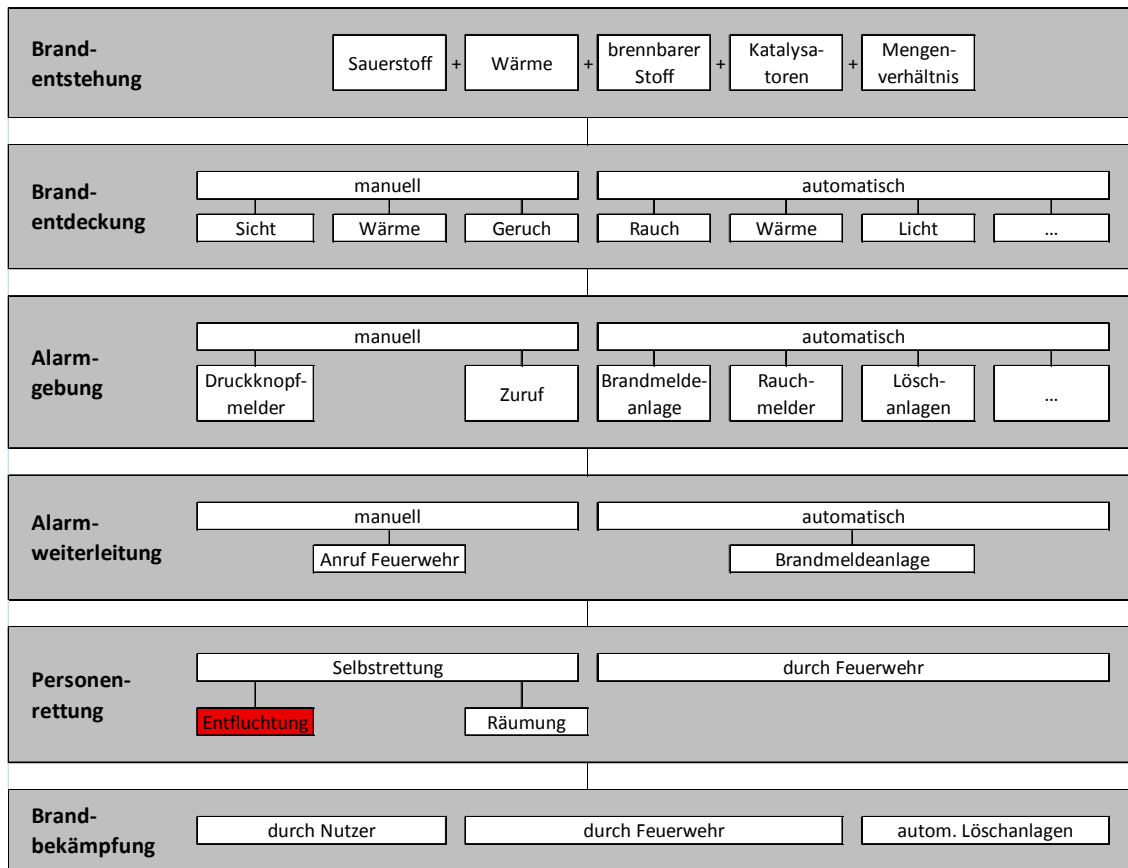 Brand-
entstehung
Sauerstoff + Wärme + brennbarer Stoff + Katalysa-
toren + Mengen-
verhältnis
Brand-
entdeckung
manuell
automatisch
Sicht
Wärme
Geruch
Rauch
Wärme
Licht
...
Alarm-
gebung
manuell
automatisch
Druckknopf-
melder
Zuruf
Brandmelde-
anlage
Rauch-
melder
Lösch-
anlagen
...
Alarm-
weiterleitung
manuell
automatisch
Anruf Feuerwehr
Brandmeldeanlage
Personen-
rettung
Selbstrettung
durch Feuerwehr
Entfluchtung
Räumung
Brand-
bekämpfung
durch Nutzer
durch Feuerwehr
autom. Löschanlagen